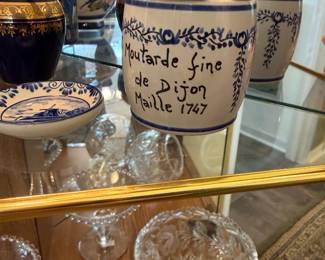 Moutarde fine
de Dijon
Maille 1747